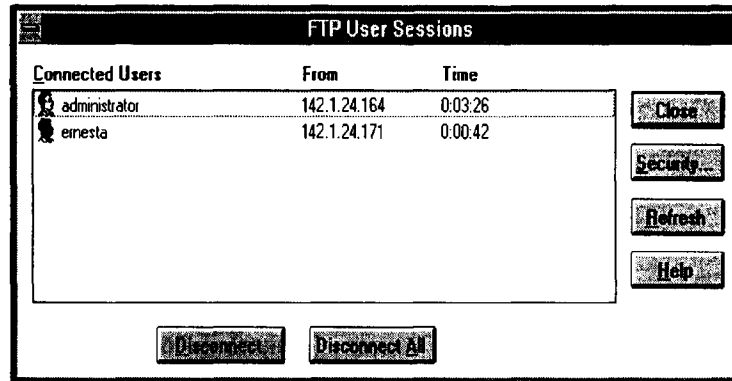 FTP User Sessions
Connected Users From Time
administrator 142.1.24.164 0:03:26
ernesta 142.1.24.171 0:00:42
Close
Security...
Refresh
Help
Disconnect
Disconnect All